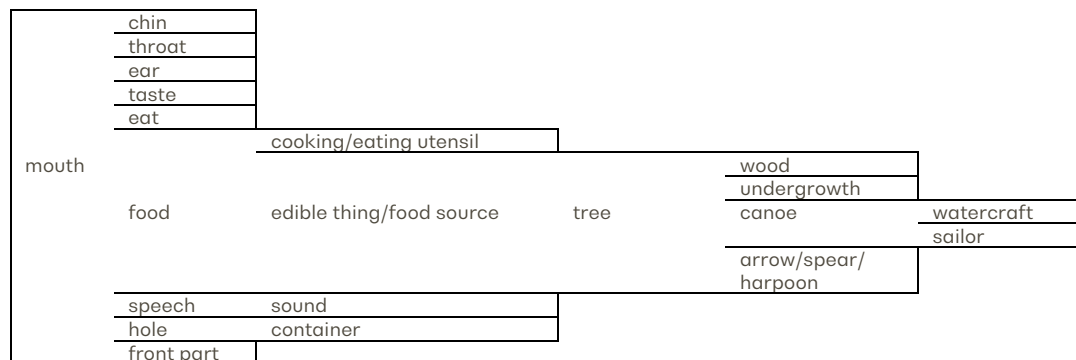 chin
throat
ear
taste
eat
cooking/eating utensil
mouth
wood
undergrowth
food edible thing/food source tree canoe watercraft
sailor
arrow/spear/
harpoon
speech sound
hole container
front part